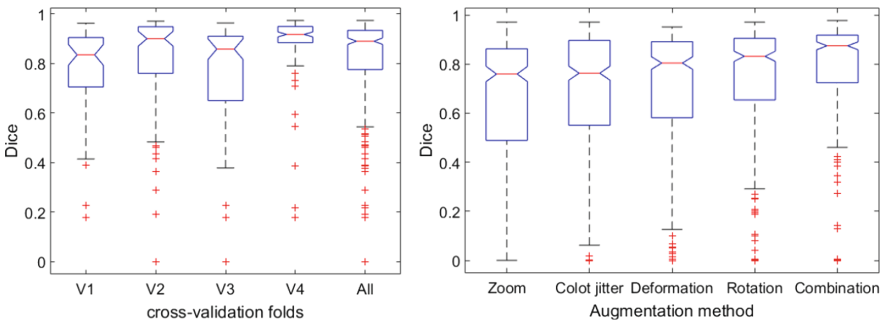 1
0.8
0.6
0.4
0.2
0
Dice
V1 V2 V3 V4 All
cross-validation folds
1
0.8
0.6
0.4
0.2
0
Dice
Zoom Colot jitter Deformation Rotation Combination
Augmentation method